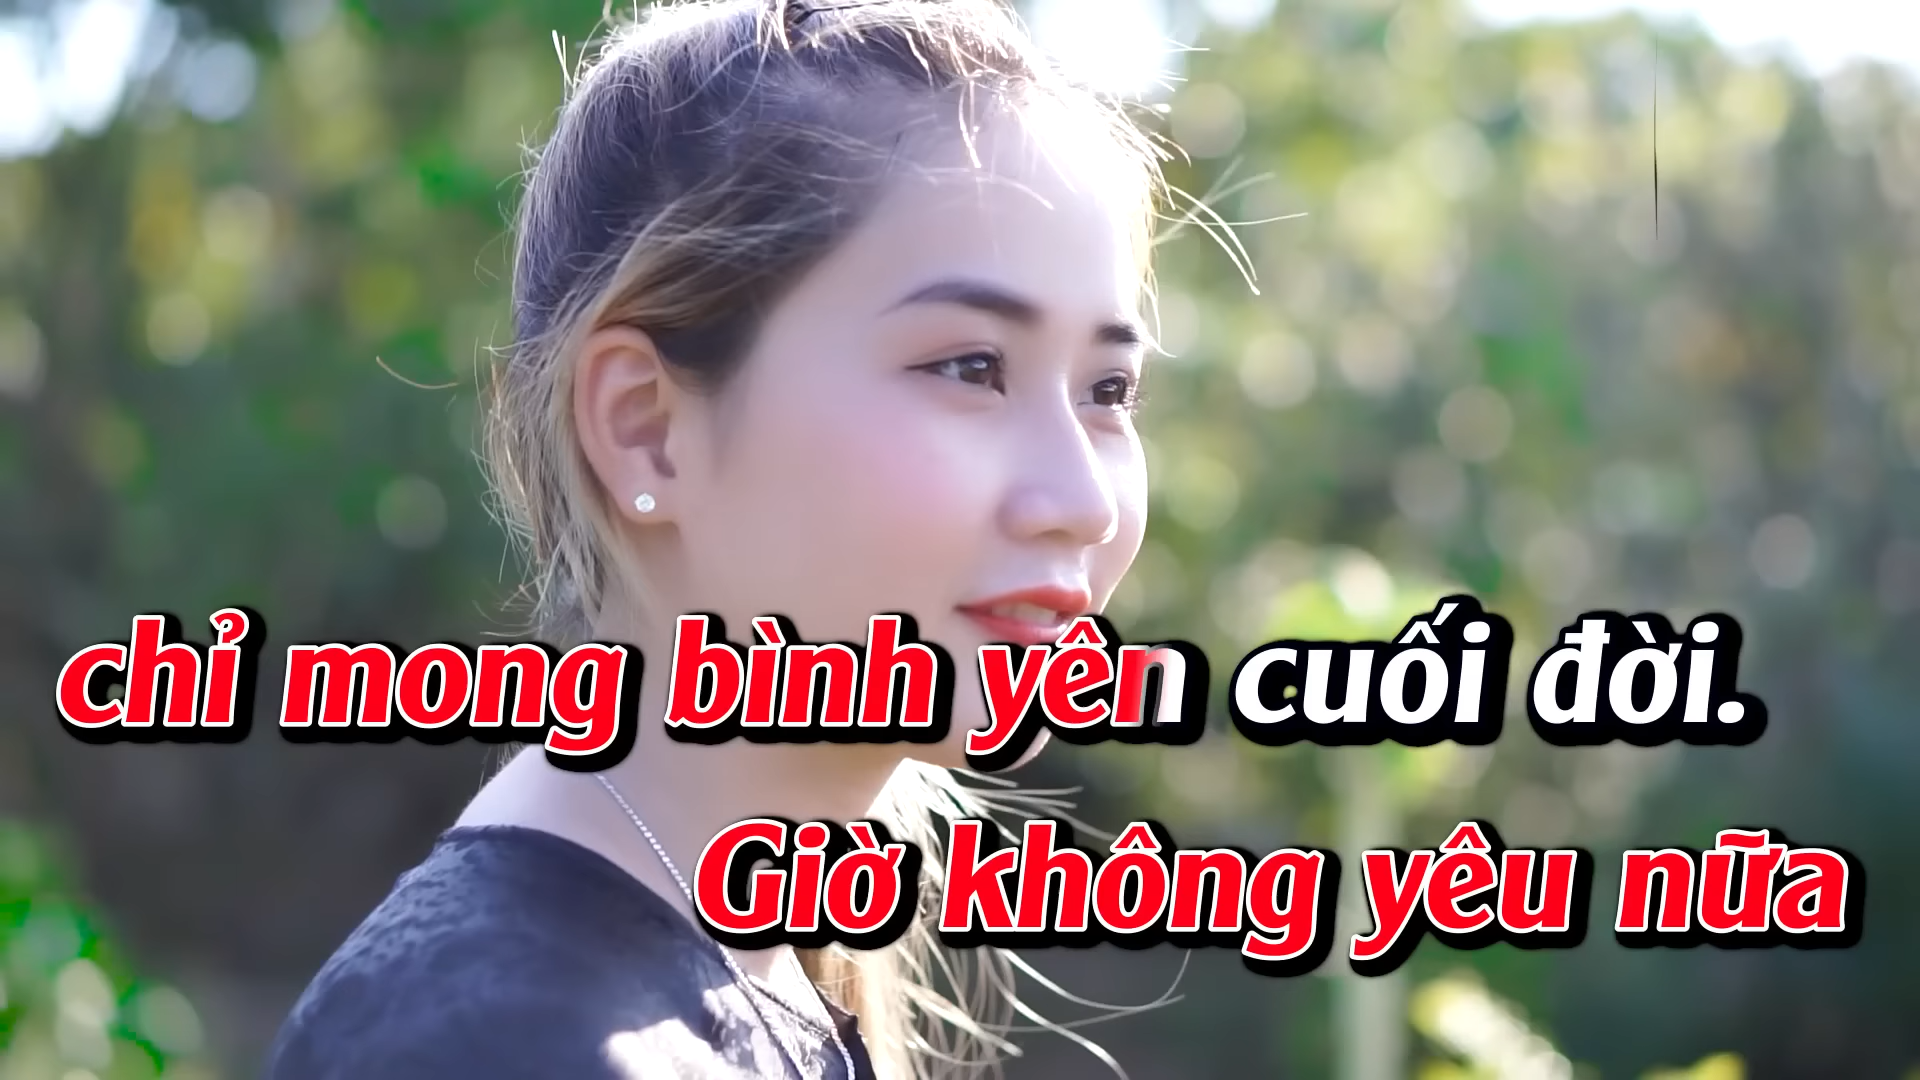 chỉ mong bình yên cuối đời.
Giờ không yêu nữa